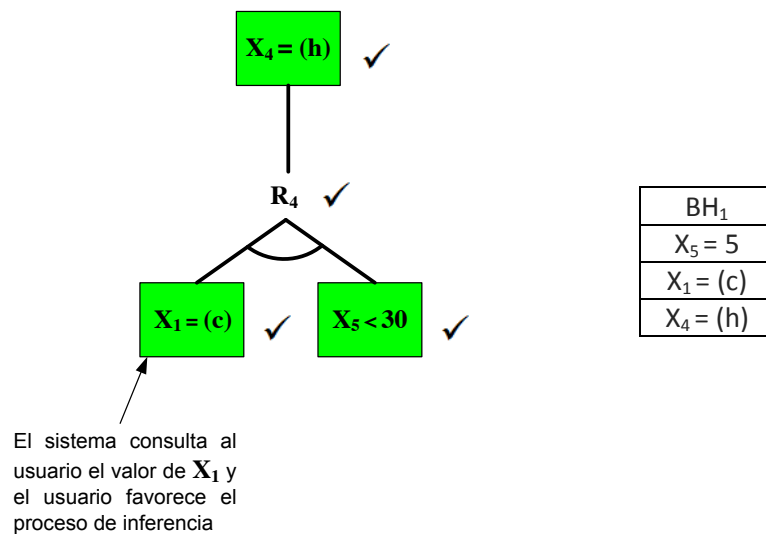 X₄ = (h)
R₄
X₁ = (c)
X₅ < 30
El sistema consulta al
usuario el valor de X₁ y
el usuario favorece el
proceso de inferencia
BH₁
X₅ = 5
X₁ = (c)
X₄ = (h)